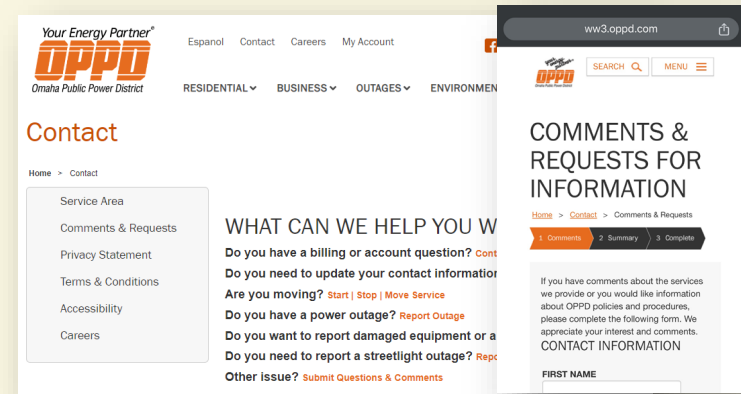 Your Energy Partner®
OPPD
Omaha Public Power District
Espanol Contact Careers My Account
RESIDENTIAL BUSINESS OUTAGES ENVIRONMEN
Contact
Home > Contact
Service Area
Comments & Requests
Privacy Statement
Terms & Conditions
Accessibility
Careers
WHAT CAN WE HELP YOU W
Do you have a billing or account question? Cont
Do you need to update your contact information
Are you moving? Start | Stop | Move Service
Do you have a power outage? Report Outage
Do you want to report damaged equipment or a
Do you need to report a streetlight outage? Repo
Other issue? Submit Questions & Comments
ww3.oppd.com
OPPD
Omaha Public Power District
SEARCH MENU
COMMENTS &
REQUESTS FOR
INFORMATION
Home > Contact > Comments & Requests
1 Comments 2 Summary 3 Complete
If you have comments about the services
we provide or you would like information
about OPPD policies and procedures,
please complete the following form. We
appreciate your interest and comments.
CONTACT INFORMATION
FIRST NAME